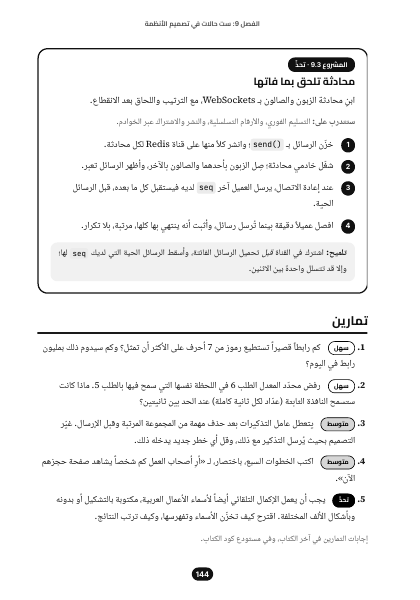 الفصل 9: ست حالات في تصميم الأنظمة
المشروع 9.3 · تحدٍّ
محادثة تلحق بما فاتها
ابنِ محادثة الزبون والصالون بـ WebSockets، مع الترتيب واللحاق بعد الانقطاع.
ستتدرب على: التسليم الفوري، والأرقام التسلسلية، والنشر والاشتراك عبر الخوادم.
1 خزّن الرسائل بـ send()؛ وانشر كلاً منها على قناة Redis لكل محادثة.
2 شغّل خادمي محادثة؛ صِل الزبون بأحدهما والصالون بالآخر، وأظهر الرسائل تعبر.
3 عند إعادة الاتصال، يرسل العميل آخر seq لديه فيستقبل كل ما بعده، قبل الرسائل
الحية.
4 افصل عميلاً دقيقة بينما تُرسل رسائل، وأثبت أنه ينتهي بها كلها، مرتبة، بلا تكرار.
تلميح: اشترك في القناة قبل تحميل الرسائل الفائتة، وأسقط الرسائل الحية التي لديك seq لها؛
وإلا قد تتسلل واحدة بين الاثنين.
تمارين
1. سهل كم رابطاً قصيراً تستطيع رموز من 7 أحرف على الأكثر أن تمثل؟ وكم سيدوم ذلك بمليون
رابط في اليوم؟
2. سهل رفض محدّد المعدل الطلب 6 في اللحظة نفسها التي سمح فيها بالطلب 5. ماذا كانت
ستسمح النافذة الثابتة (عدّاد لكل ثانية كاملة) عند الحد بين ثانيتين؟
3. متوسط يتعطل عامل التذكيرات بعد حذف مهمة من المجموعة المرتبة وقبل الإرسال. غيّر
التصميم بحيث يُرسل التذكير مع ذلك، وقل أي خطر جديد يدخله ذلك.
4. متوسط اكتب الخطوات السبع، باختصار، لـ «أرِ أصحاب العمل كم شخصاً يشاهد صفحة حجزهم
الآن».
5. تحدٍّ يجب أن يعمل الإكمال التلقائي أيضاً لأسماء الأعمال العربية، مكتوبة بالتشكيل أو بدونه
وبأشكال الألف المختلفة. اقترح كيف تخزّن الأسماء وتفهرسها، وكيف ترتب النتائج.
إجابات التمارين في آخر الكتاب، وفي مستودع كود الكتاب.
144